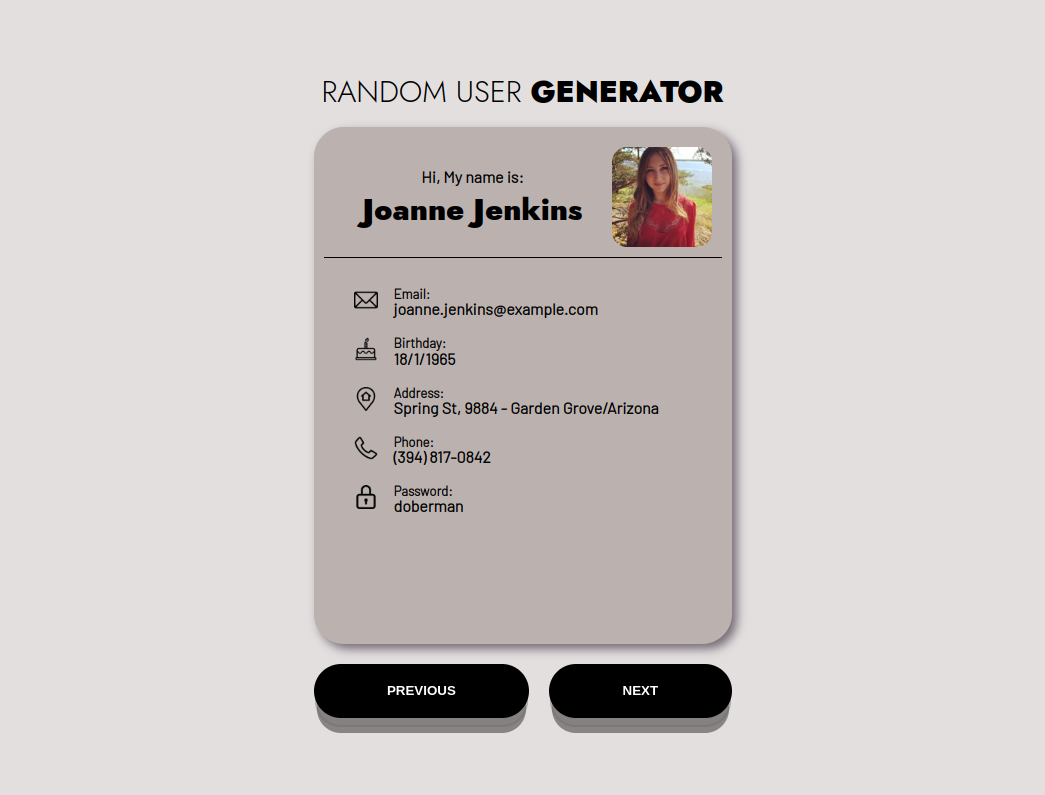 RANDOM USER GENERATOR
Hi, My name is:
Joanne Jenkins
Email:
joanne.jenkins@example.com
Birthday:
18/1/1965
Address:
Spring St, 9884 - Garden Grove/Arizona
Phone:
(394) 817-0842
Password:
doberman
PREVIOUS
NEXT